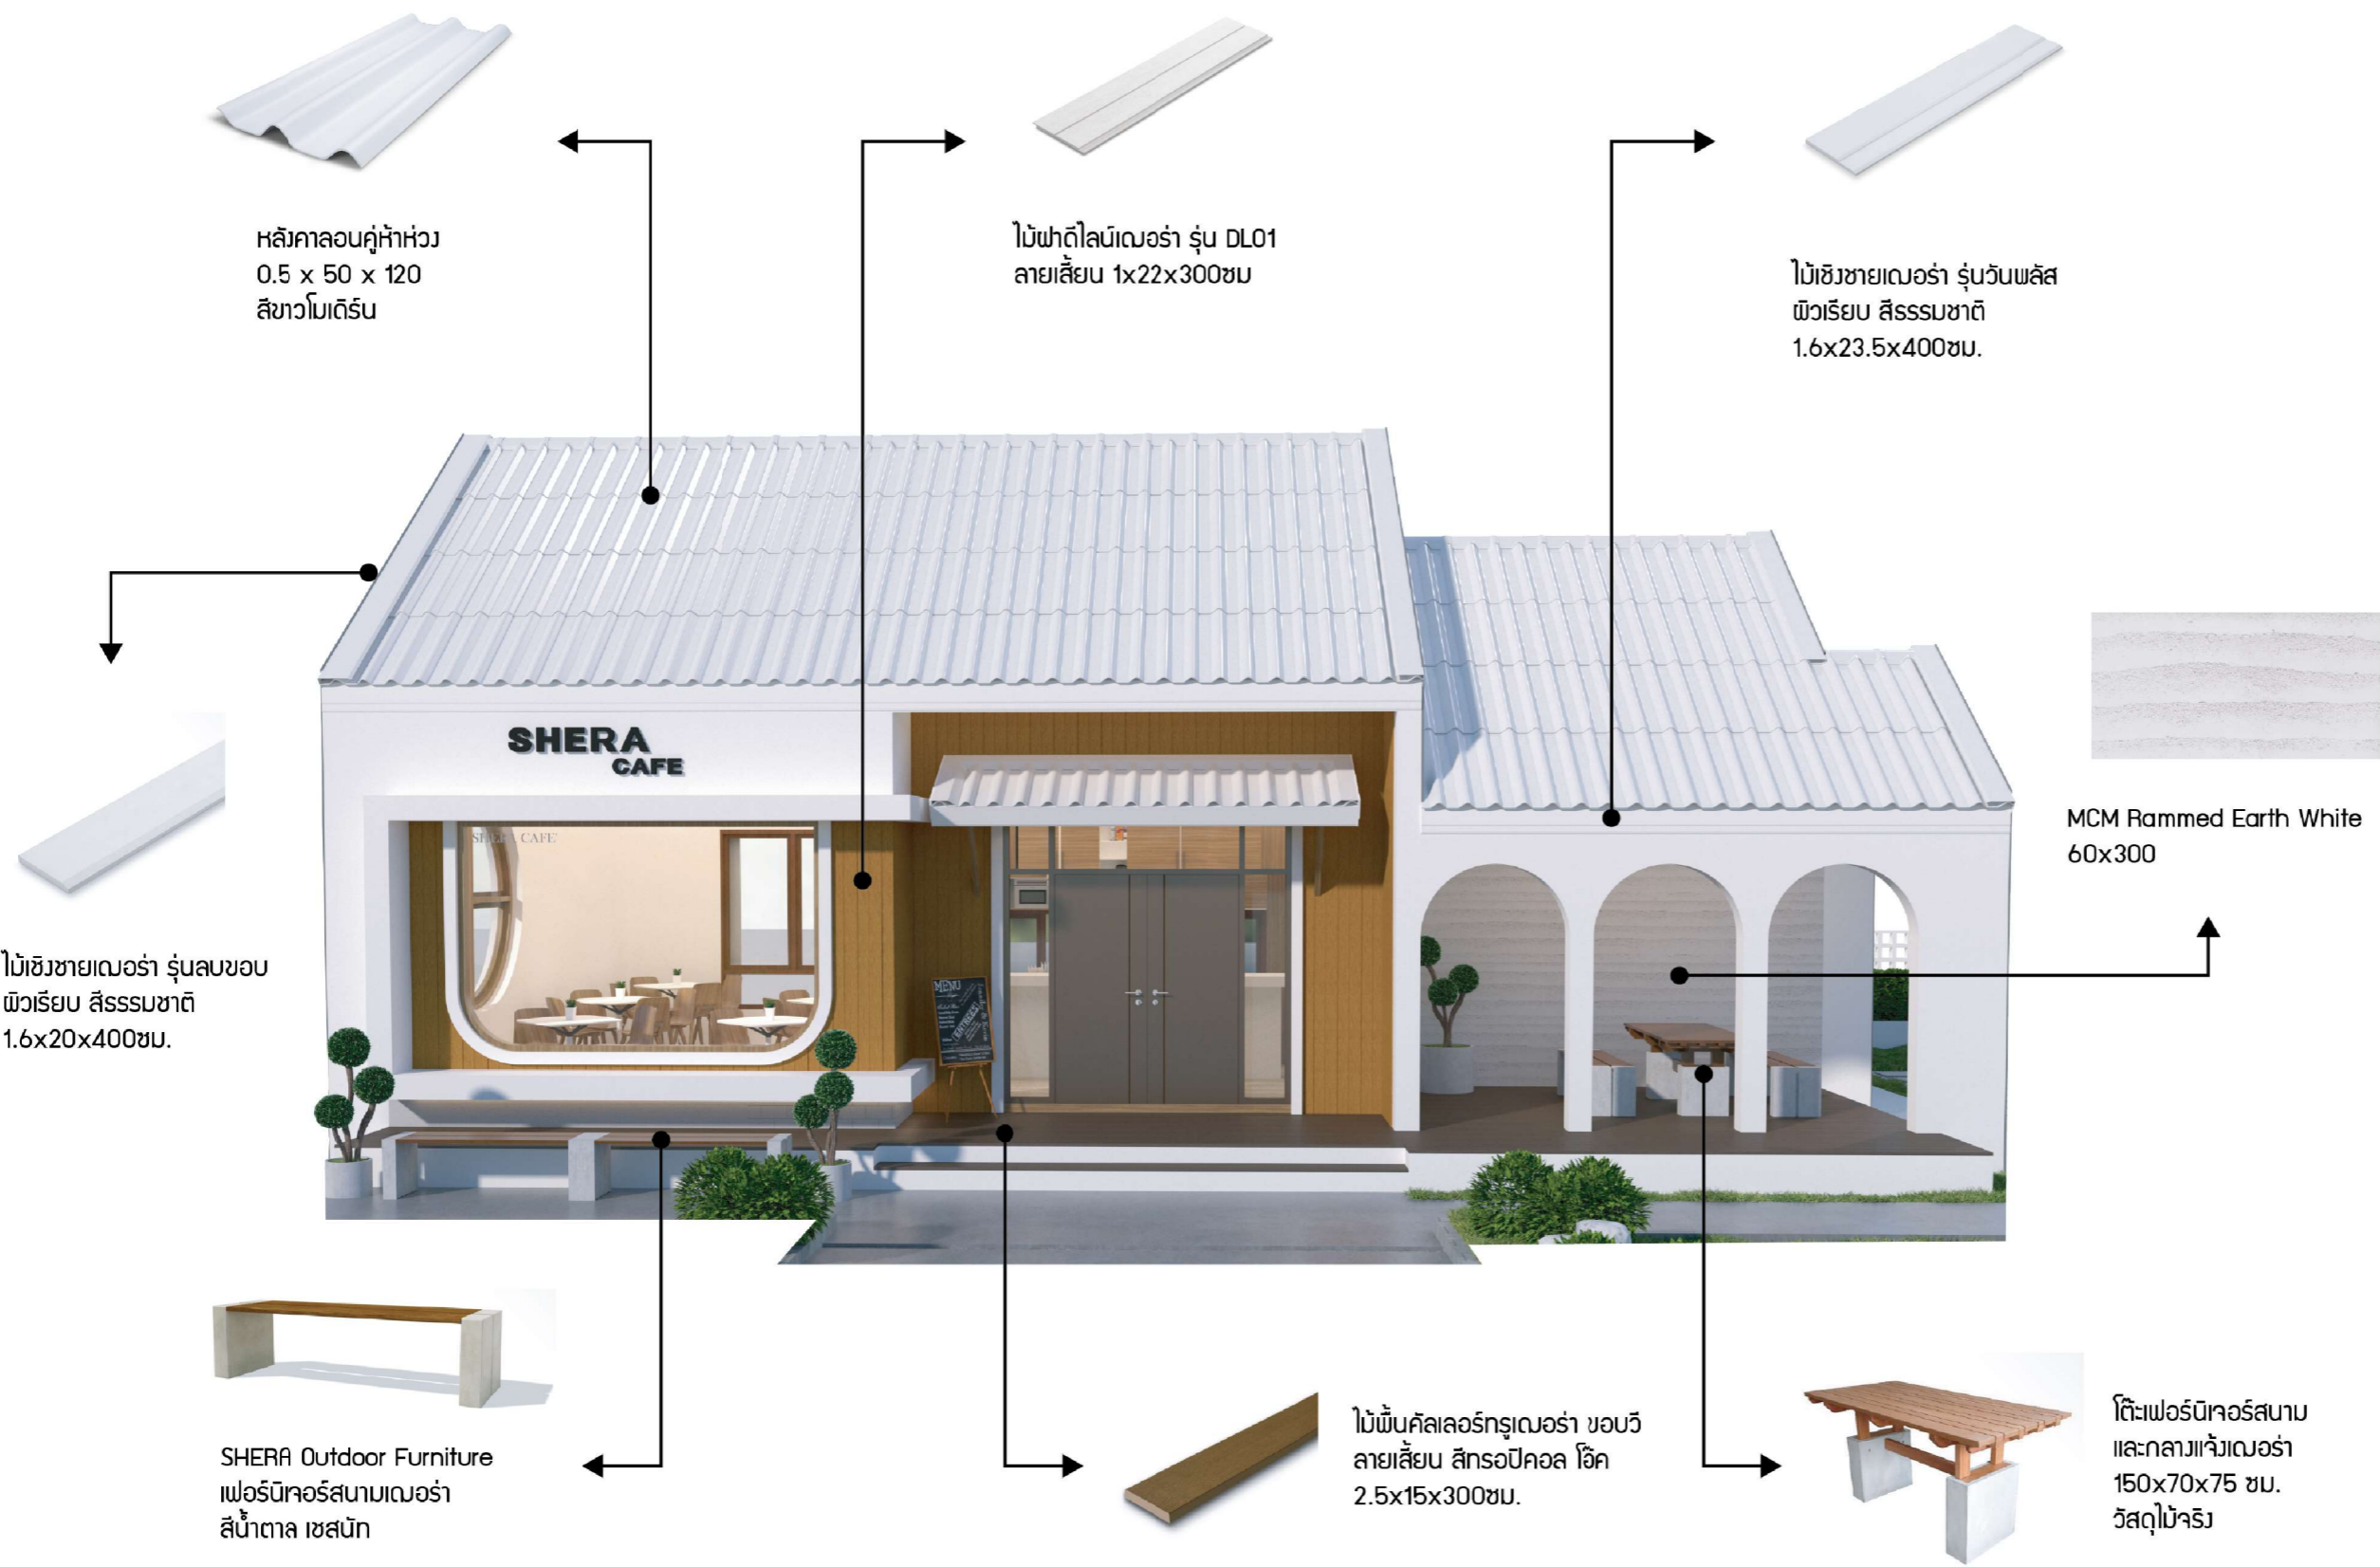 หลังคาลอนคู่ห้าห่วง
0.5 x 50 x 120
สีขาวโมเดิร์น
ไม้ฝาดีไลน์เฌอร่า รุ่น DL01
ลายเสี้ยน 1x22x300ซม
ไม้เชิงชายเฌอร่า รุ่นวันพลัส
ผิวเรียบ สีธรรมชาติ
1.6x23.5x400ซม.
SHERA
CAFE
SHERA CAFE
MENU
MCM Rammed Earth White
60x300
ไม้เชิงชายเฌอร่า รุ่นลบขอบ
ผิวเรียบ สีธรรมชาติ
1.6x20x400ซม.
SHERA Outdoor Furniture
เฟอร์นิเจอร์สนามเฌอร่า
สีน้ำตาล เชสนัท
ไม้พื้นคัลเลอร์ทรูเฌอร่า ขอบวี
ลายเสี้ยน สีทรอปิคอล โอ๊ค
2.5x15x300ซม.
โต๊ะเฟอร์นิเจอร์สนาม
และกลางแจ้งเฌอร่า
150x70x75 ซม.
วัสดุไม้จริง